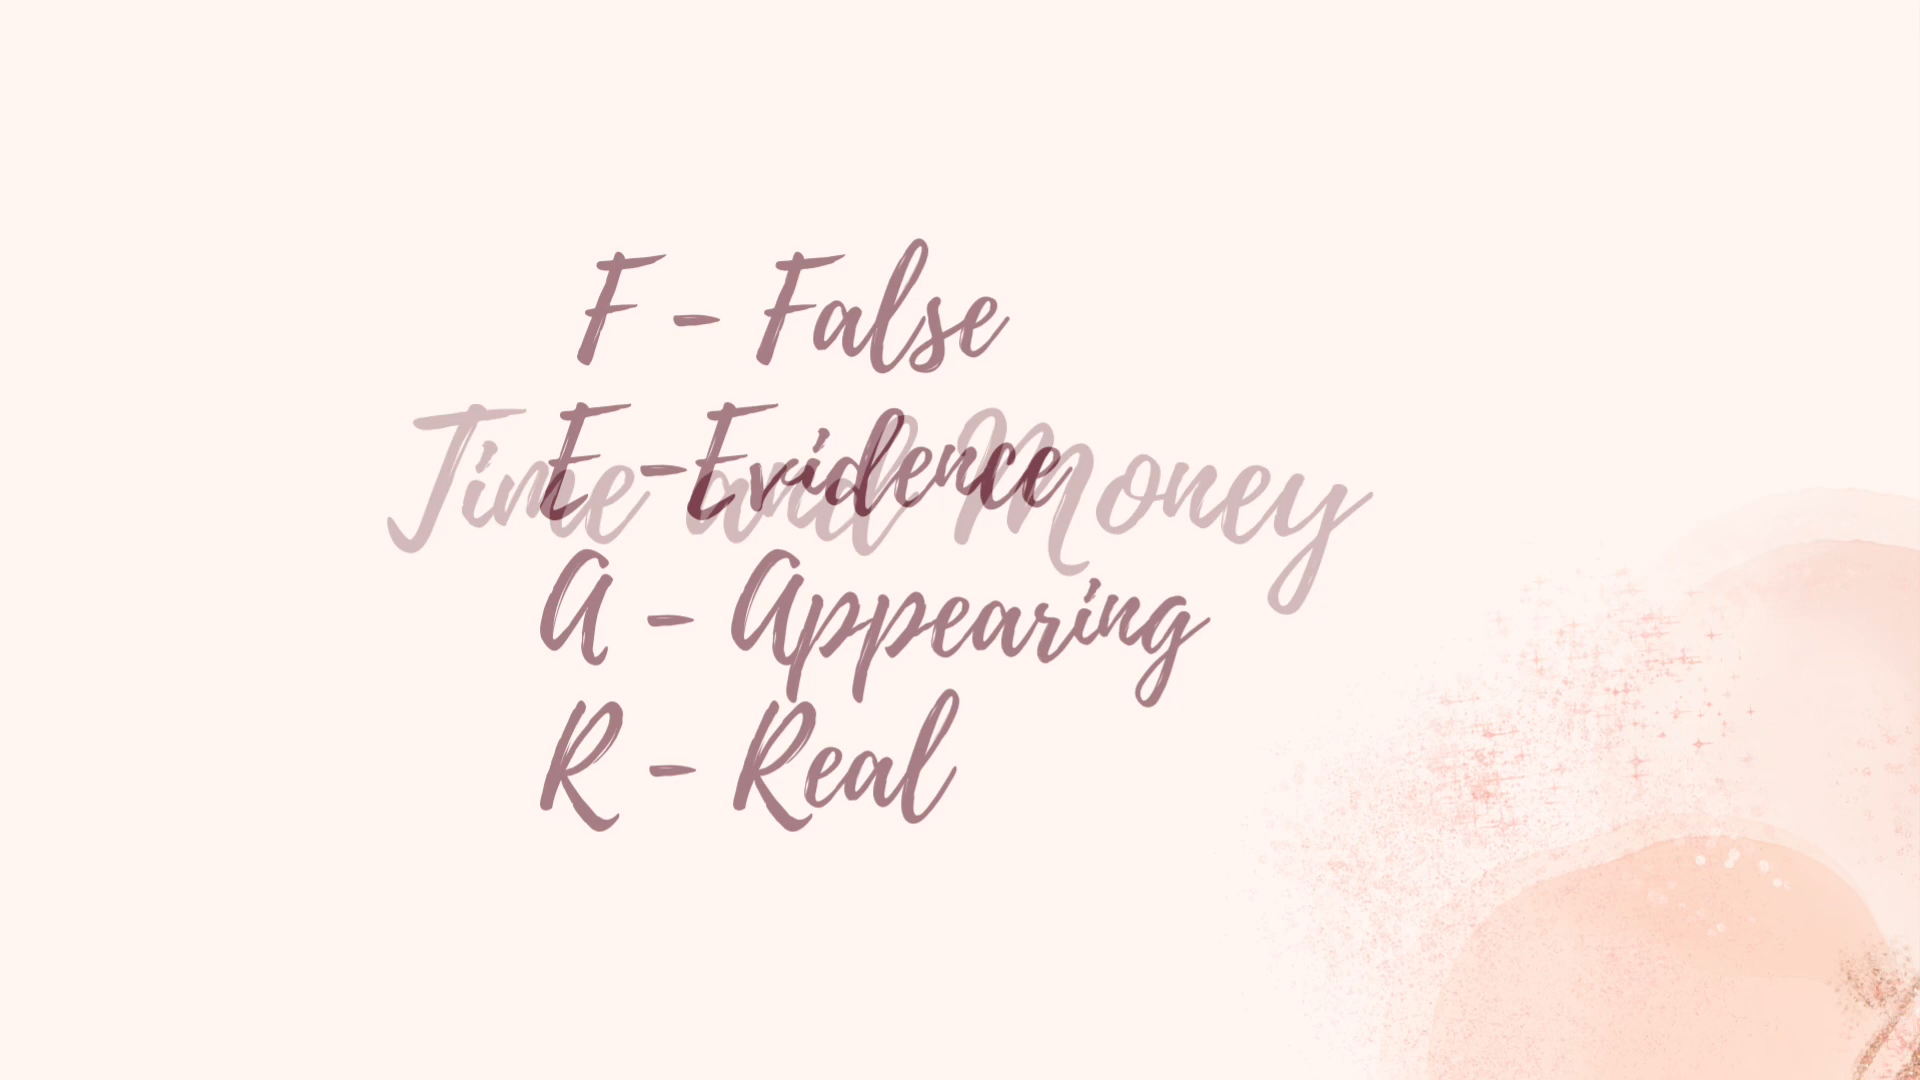 F - False
E -Evidence
Time and Money
A - Appearing
R - Real